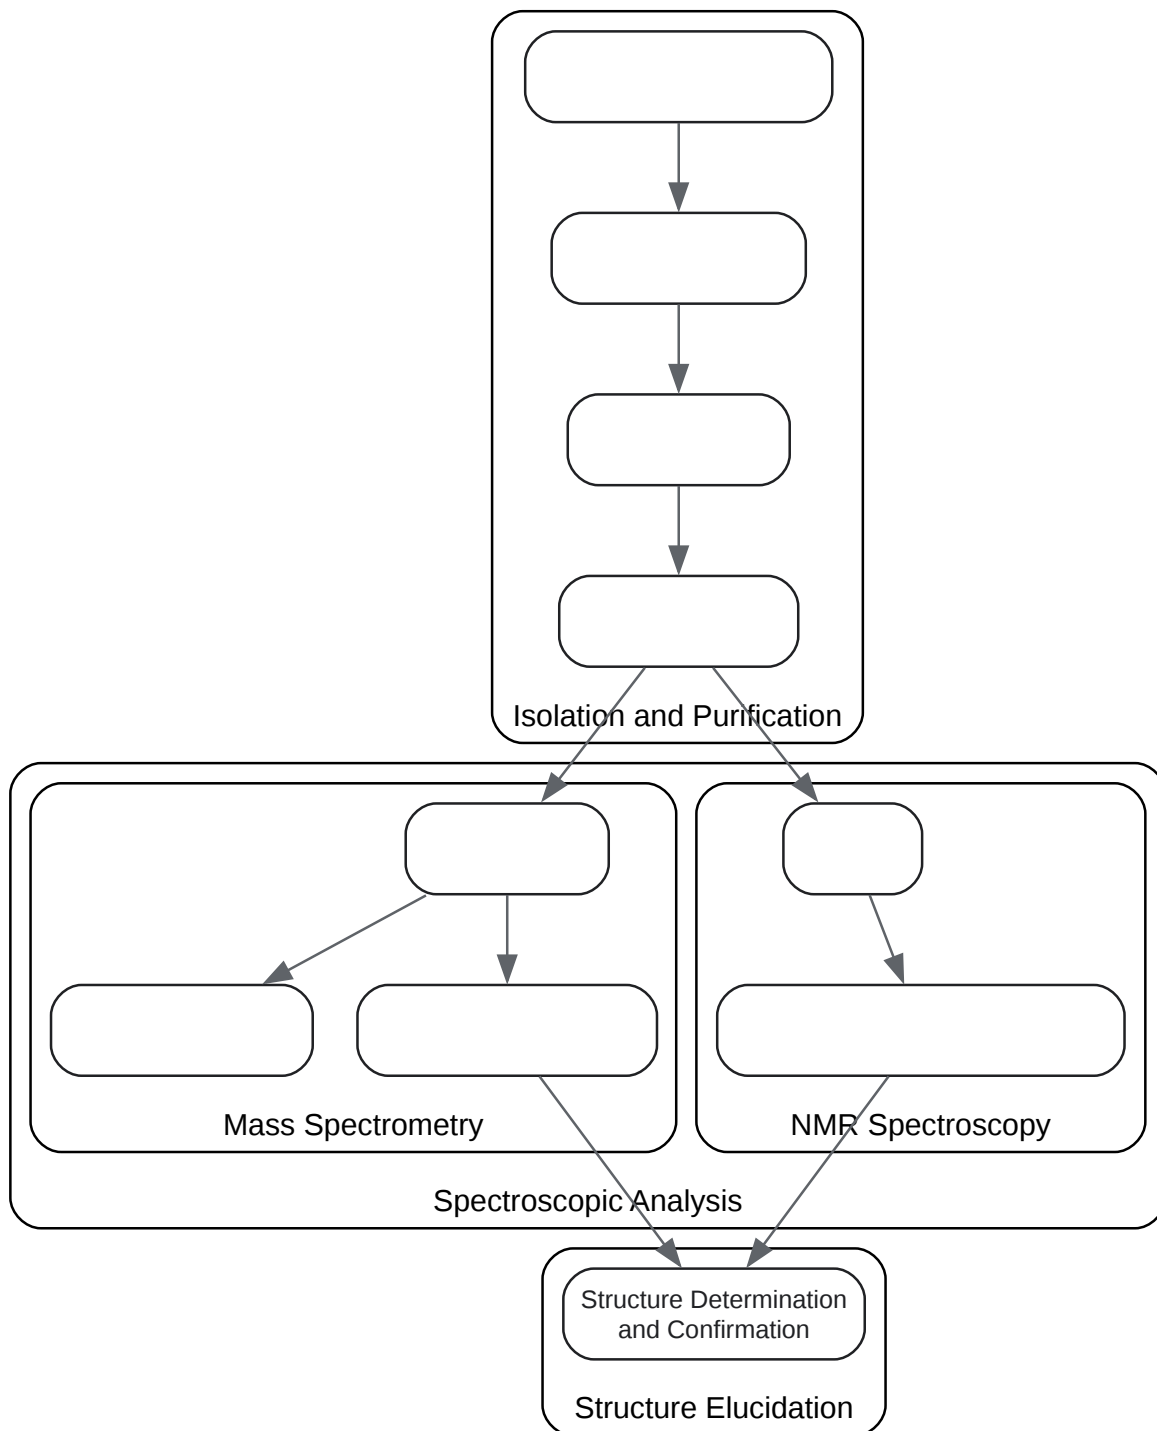 Isolation and Purification
Mass Spectrometry
NMR Spectroscopy
Spectroscopic Analysis
Structure Determination
and Confirmation
Structure Elucidation